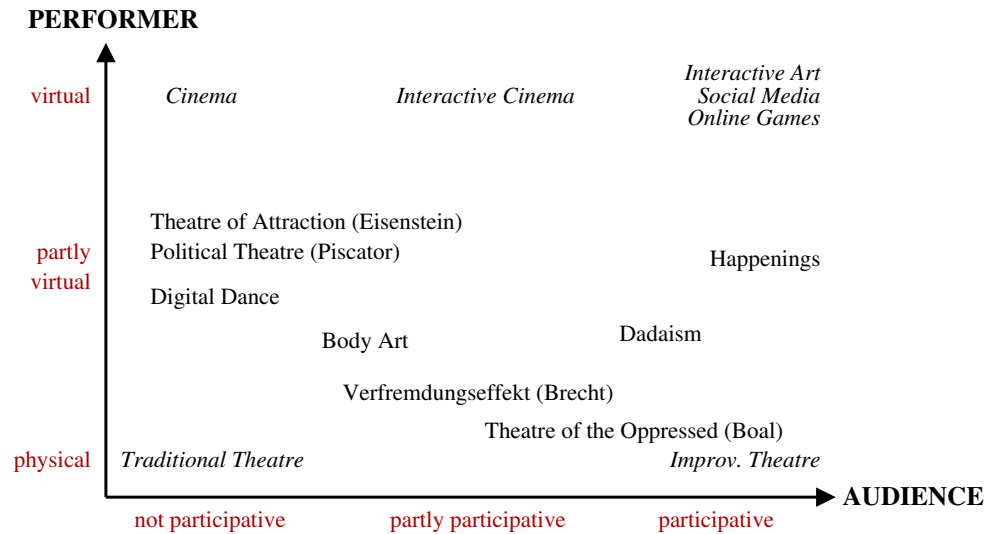 PERFORMER
virtual
Cinema
Interactive Cinema
Interactive Art
Social Media
Online Games
Theatre of Attraction (Eisenstein)
Political Theatre (Piscator)
partly
virtual
Happenings
Digital Dance
Body Art
Dadaism
Verfremdungseffekt (Brecht)
Theatre of the Oppressed (Boal)
physical
Traditional Theatre
Improv. Theatre
AUDIENCE
not participative
partly participative
participative